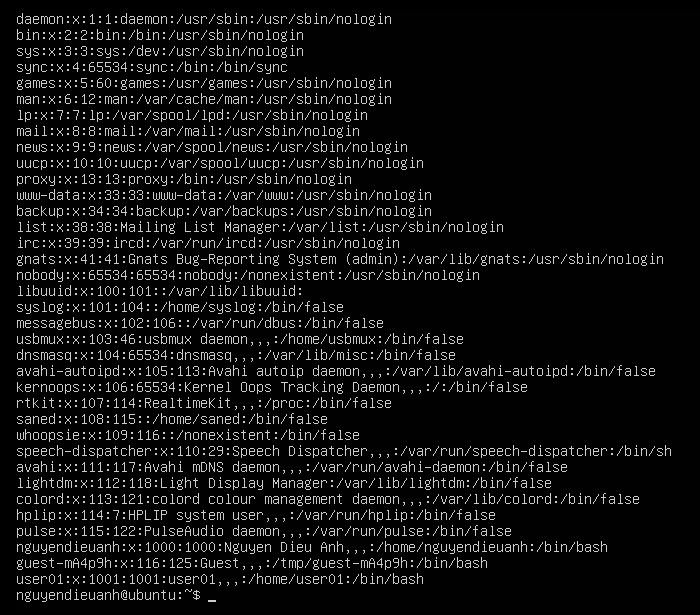 daemon:x:1:1:daemon:/usr/sbin:/usr/sbin/nologin
bin:x:2:2:bin:/bin:/usr/sbin/nologin
sys:x:3:3:sys:/dev:/usr/sbin/nologin
sync:x:4:65534:sync:/bin:/bin/sync
games:x:5:60:games:/usr/games:/usr/sbin/nologin
man:x:6:12:man:/var/cache/man:/usr/sbin/nologin
lp:x:7:7:lp:/var/spool/lpd:/usr/sbin/nologin
mail:x:8:8:mail:/var/mail:/usr/sbin/nologin
news:x:9:9:news:/var/spool/news:/usr/sbin/nologin
uucp:x:10:10:uucp:/var/spool/uucp:/usr/sbin/nologin
proxy:x:13:13:proxy:/bin:/usr/sbin/nologin
www-data:x:33:33:www-data:/var/www:/usr/sbin/nologin
backup:x:34:34:backup:/var/backups:/usr/sbin/nologin
list:x:38:38:Mailing List Manager:/var/list:/usr/sbin/nologin
irc:x:39:39:ircd:/var/run/ircd:/usr/sbin/nologin
gnats:x:41:41:Gnats Bug-Reporting System (admin):/var/lib/gnats:/usr/sbin/nologin
nobody:x:65534:65534:nobody:/nonexistent:/usr/sbin/nologin
libuuid:x:100:101::/var/lib/libuuid:
syslog:x:101:104::/home/syslog:/bin/false
messagebus:x:102:106::/var/run/dbus:/bin/false
usbmux:x:103:46:usbmux daemon,,,:/home/usbmux:/bin/false
dnsmasq:x:104:65534:dnsmasq,,,:/var/lib/misc:/bin/false
avahi-autoipd:x:105:113:Avahi autoip daemon,,,:/var/lib/avahi-autoipd:/bin/false
kernoops:x:106:65534:Kernel Oops Tracking Daemon,,,:/:/bin/false
rtkit:x:107:114:RealtimeKit,,,:/proc:/bin/false
saned:x:108:115::/home/saned:/bin/false
whoopsie:x:109:116::/nonexistent:/bin/false
speech-dispatcher:x:110:29:Speech Dispatcher,,,:/var/run/speech-dispatcher:/bin/sh
avahi:x:111:117:Avahi mDNS daemon,,,:/var/run/avahi-daemon:/bin/false
lightdm:x:112:118:Light Display Manager:/var/lib/lightdm:/bin/false
colord:x:113:121:colord colour management daemon,,,:/var/lib/colord:/bin/false
hplip:x:114:7:HPLIP system user,,,:/var/run/hplip:/bin/false
pulse:x:115:122:PulseAudio daemon,,,:/var/run/pulse:/bin/false
nguyendieuanh:x:1000:1000:Nguyen Dieu Anh,,,:/home/nguyendieuanh:/bin/bash
guest-mA4p9h:x:116:125:Guest,,,:/tmp/guest-mA4p9h:/bin/bash
user01:x:1001:1001:user01,,,:/home/user01:/bin/bash
nguyendieuanh@ubuntu:~$ _